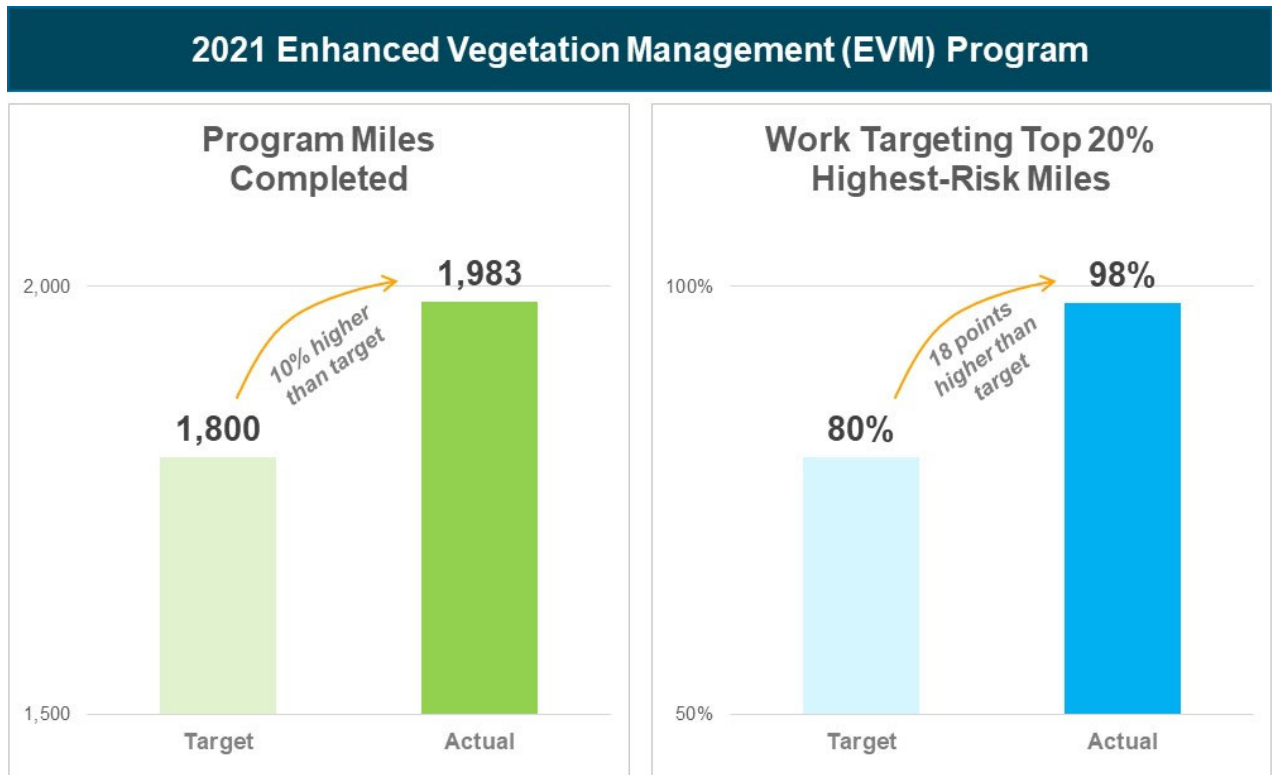 2021 Enhanced Vegetation Management (EVM) Program
Program Miles
Completed
2,000
1,500
1,800
10% higher
than target
1,983
Target
Actual
Work Targeting Top 20%
Highest-Risk Miles
100%
50%
80%
18 points
higher than
target
98%
Target
Actual